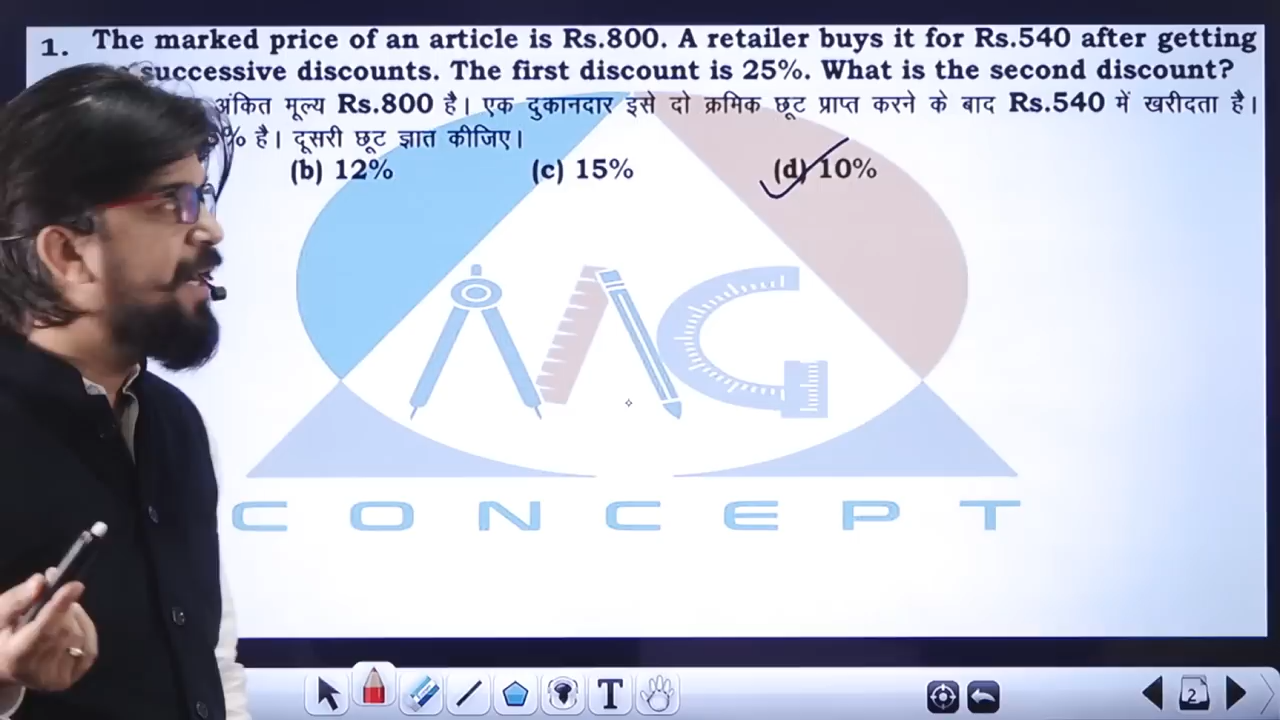 1. The marked price of an article is Rs.800. A retailer buys it for Rs.540 after getting
successive discounts. The first discount is 25%. What is the second discount?
अंकित मूल्य Rs.800 है। एक दुकानदार इसे दो क्रमिक छूट प्राप्त करने के बाद Rs.540 में खरीदता है।
% है। दूसरी छूट ज्ञात कीजिए।
(b) 12% (c) 15% (d) 10%
CONCEPT
T
2